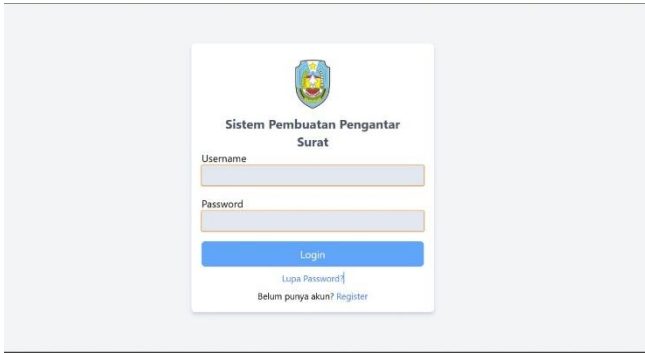 Sistem Pembuatan Pengantar
Surat
Username
Password
Login
Lupa Password?
Belum punya akun? Register